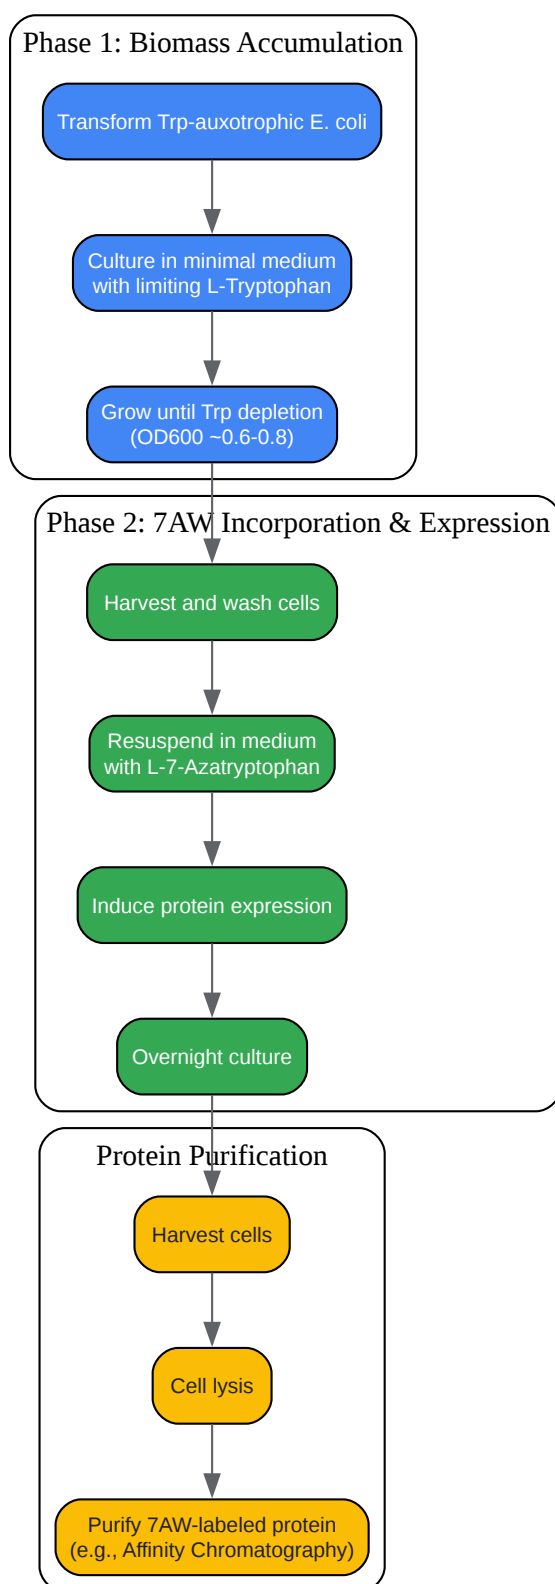 Phase 1: Biomass Accumulation
Transform Trp-auxotrophic E. coli
Culture in minimal medium
with limiting L-Tryptophan
Grow until Trp depletion
(OD600 ~0.6-0.8)
Phase 2: 7AW Incorporation & Expression
Harvest and wash cells
Resuspend in medium
with L-7-Azatryptophan
Induce protein expression
Overnight culture
Protein Purification
Harvest cells
Cell lysis
Purify 7AW-labeled protein
(e.g., Affinity Chromatography)